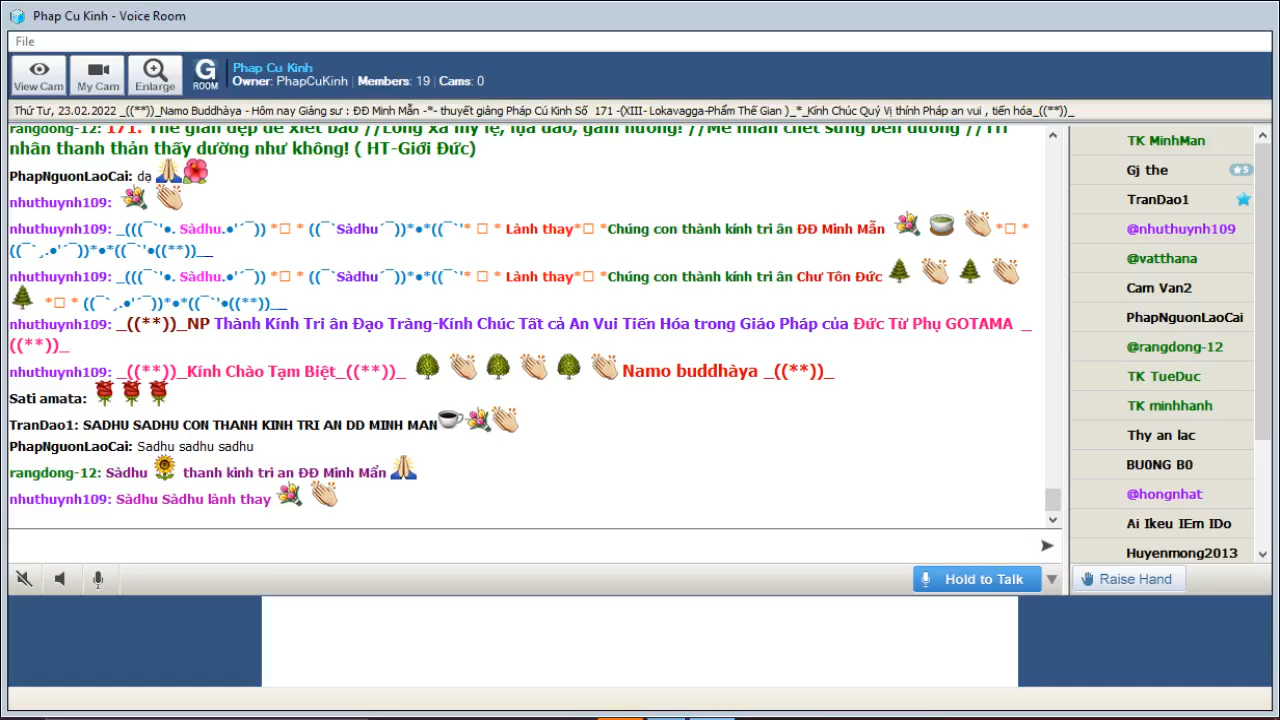 Phap Cu Kinh - Voice Room
File
View Cam
My Cam
Enlarge
G ROOM
Phap Cu Kinh
Owner: PhapCuKinh | Members: 19 | Cams: 0
Thứ Tư, 23.02.2022 _((**))_Namo Buddhàya - Hôm nay Giảng sư : ĐĐ Minh Mẫn -*- thuyết giảng Pháp Cú Kinh Số 171 -(XIII- Lokavagga-Phẩm Thế Gian )_*_Kính Chúc Quý Vị thính Pháp an vui , tiến hóa_((**))_
rangdong-12: 171.
nhân thanh thản thấy dường như không! ( HT-Giới Đức)
PhapNguonLaoCai: dạ
nhuthuynh109:
nhuthuynh109: _(((¯`'•. Sàdhu.•'´¯)) *□ * ((¯`Sàdhu´¯))*•*((¯`'* □ * Lành thay*□ *Chúng con thành kính tri ân ĐĐ Minh Mẫn *□ *
((¯`¸.•'´¯))*•*((¯`'•((**))__
nhuthuynh109: _(((¯`'•. Sàdhu.•'´¯)) *□ * ((¯`Sàdhu´¯))*•*((¯`'* □ * Lành thay*□ *Chúng con thành kính tri ân Chư Tôn Đức
*□ * ((¯`¸.•'´¯))*•*((¯`'•((**))__
nhuthuynh109: _((**))_NP Thành Kính Tri ân Đạo Tràng-Kính Chúc Tất cả An Vui Tiến Hóa trong Giáo Pháp của Đức Từ Phụ GOTAMA _
((**))_
nhuthuynh109: _((**))_Kính Chào Tạm Biệt_((**))_ Namo buddhàya _((**))_
Sati amata:
TranDao1: SADHU SADHU CON THANH KINH TRI AN DD MINH MAN
PhapNguonLaoCai: Sadhu sadhu sadhu
rangdong-12: Sàdhu thanh kình tri an ĐĐ Minh Mẩn
nhuthuynh109: Sàdhu Sàdhu lành thay
Hold to Talk
TK MinhMan
Gj the
5
TranDao1
@nhuthuynh109
@vatthana
Cam Van2
PhapNguonLaoCai
@rangdong-12
TK TueDuc
TK minhhanh
Thy an lac
BU0NG B0
@hongnhat
Ai Ikeu IEm IDo
Huyenmong2013
Raise Hand